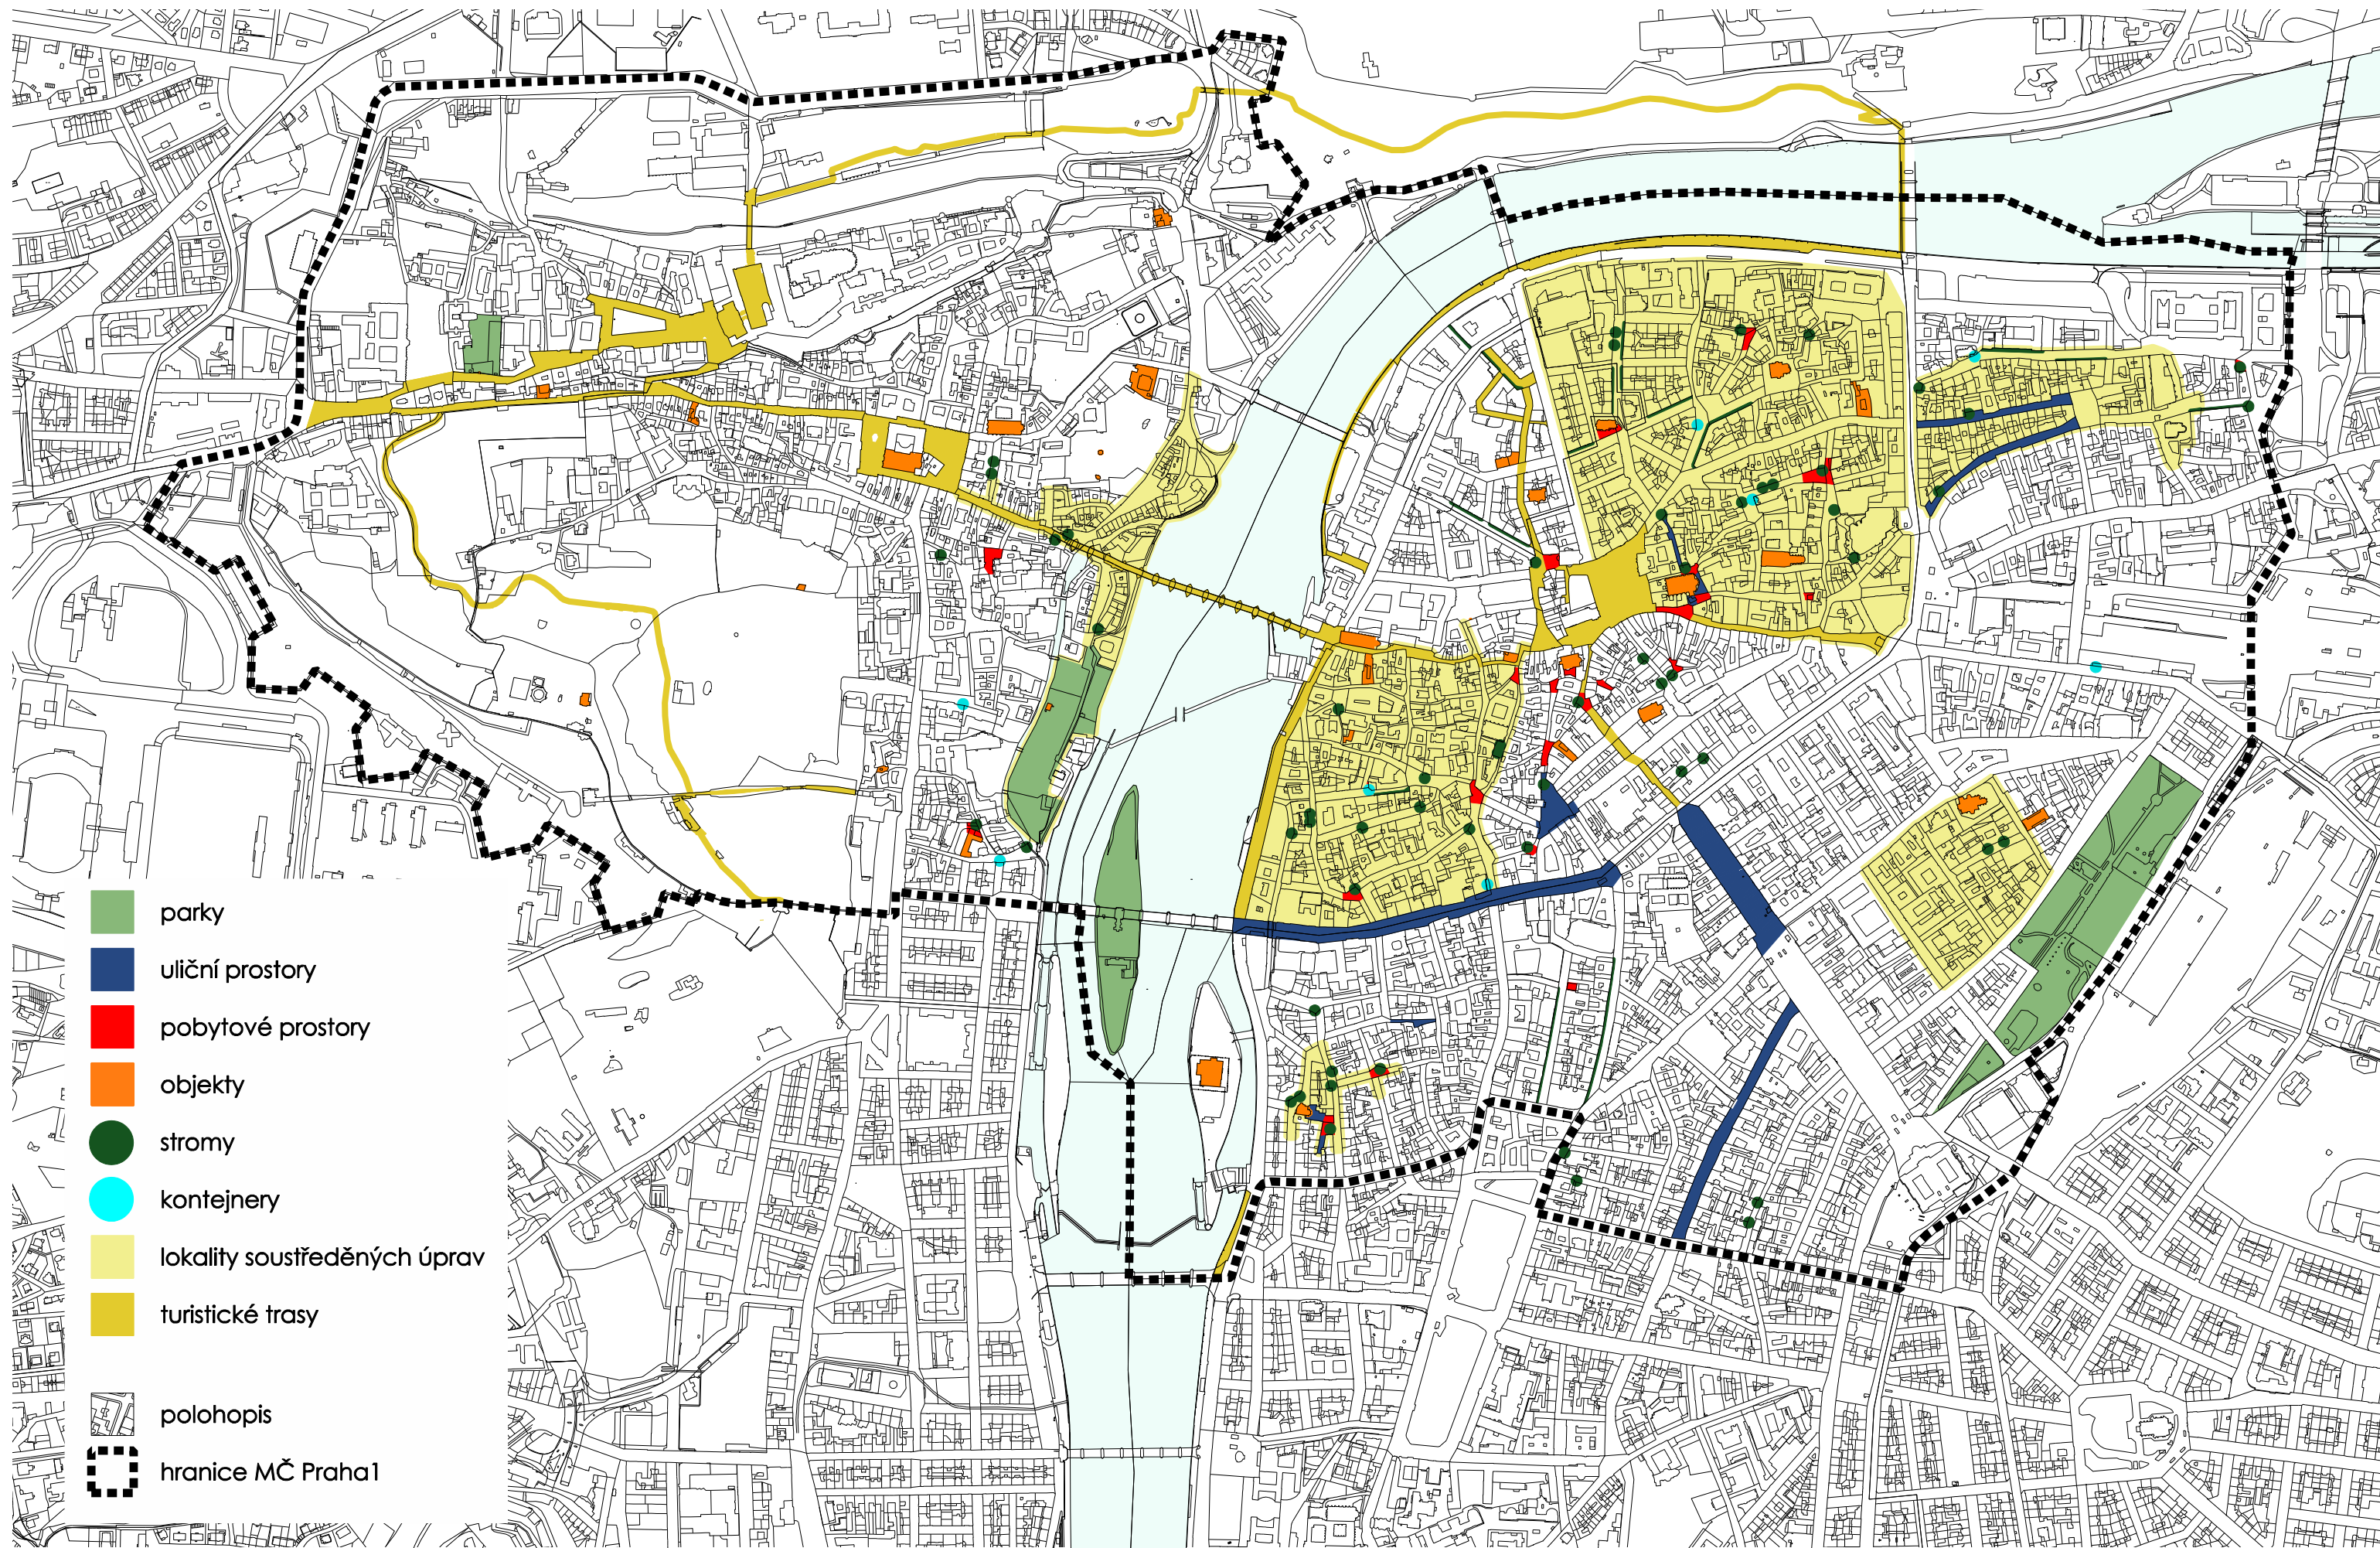 parky
uliční prostory
pobytové prostory
objekty
stromy
kontejnery
lokality soustředěných úprav
turistické trasy
polohopis
hranice MČ Praha1